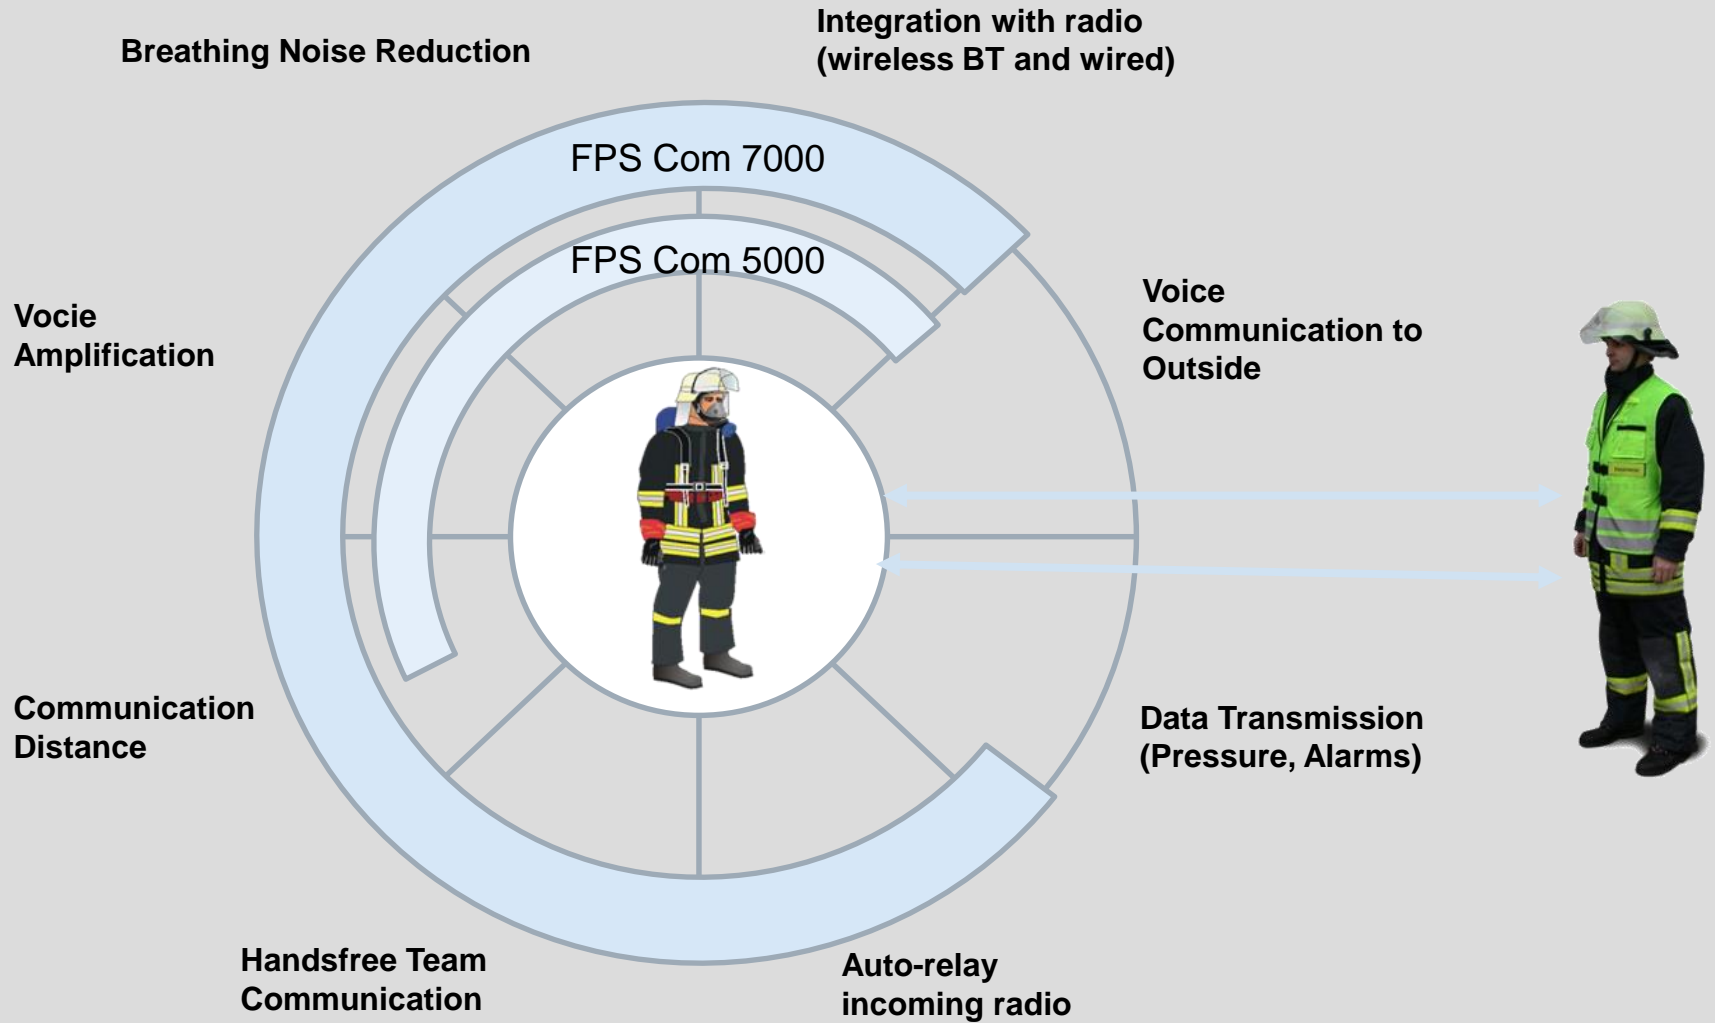 Integration with radio
(wireless BT and wired)
Breathing Noise Reduction
FPS Com 7000
FPS Com 5000
Vocie
Amplification
Voice
Communication to
Outside
Communication
Distance
Data Transmission
(Pressure, Alarms)
Handsfree Team
Communication
Auto-relay
incoming radio